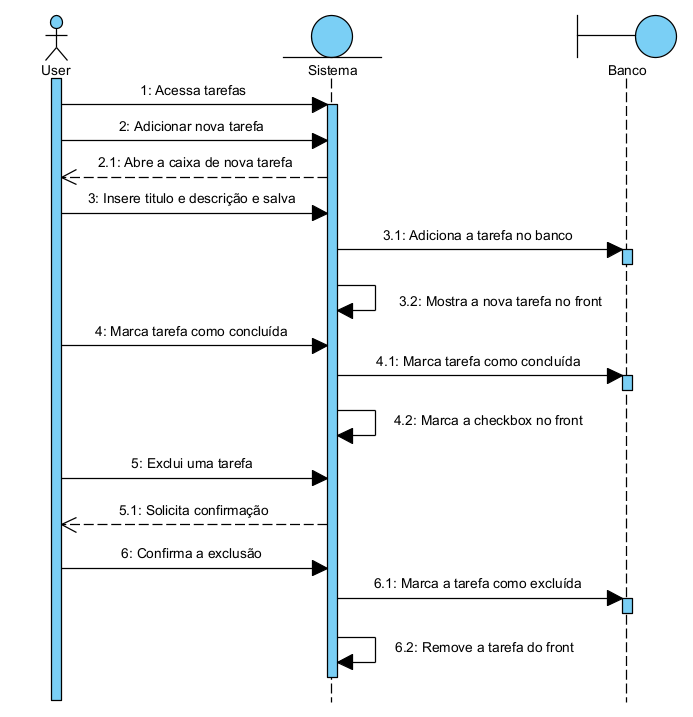 User
Sistema
Banco
1: Acessa tarefas
2: Adicionar nova tarefa
2.1: Abre a caixa de nova tarefa
3: Insere titulo e descrição e salva
3.1: Adiciona a tarefa no banco
3.2: Mostra a nova tarefa no front
4: Marca tarefa como concluída
4.1: Marca tarefa como concluída
4.2: Marca a checkbox no front
5: Exclui uma tarefa
5.1: Solicita confirmação
6: Confirma a exclusão
6.1: Marca a tarefa como excluída
6.2: Remove a tarefa do front